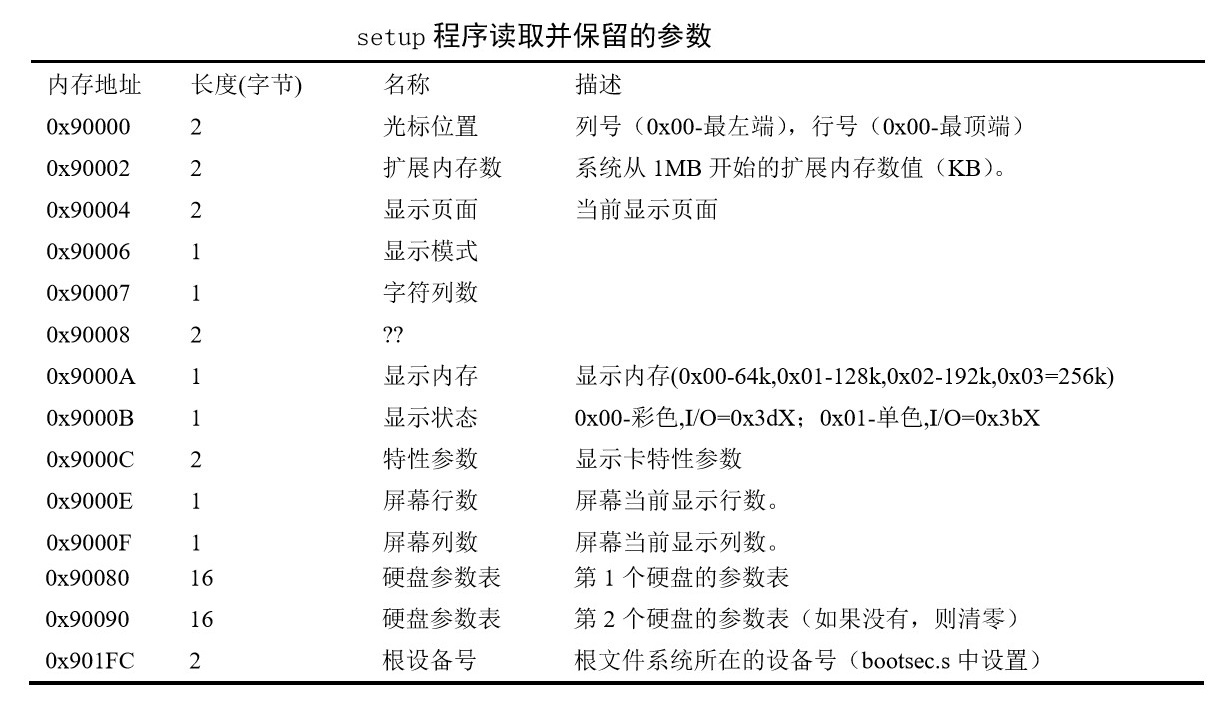 setup 程序读取并保留的参数
内存地址 长度(字节) 名称 描述
0x90000 2 光标位置 列号（0x00-最左端），行号（0x00-最顶端）
0x90002 2 扩展内存数 系统从 1MB 开始的扩展内存数值（KB）。
0x90004 2 显示页面 当前显示页面
0x90006 1 显示模式
0x90007 1 字符列数
0x90008 2 ??
0x9000A 1 显示内存 显示内存(0x00-64k,0x01-128k,0x02-192k,0x03=256k)
0x9000B 1 显示状态 0x00-彩色,I/O=0x3dX；0x01-单色,I/O=0x3bX
0x9000C 2 特性参数 显示卡特性参数
0x9000E 1 屏幕行数 屏幕当前显示行数。
0x9000F 1 屏幕列数 屏幕当前显示列数。
0x90080 16 硬盘参数表 第 1 个硬盘的参数表
0x90090 16 硬盘参数表 第 2 个硬盘的参数表（如果没有，则清零）
0x901FC 2 根设备号 根文件系统所在的设备号（bootsec.s 中设置）